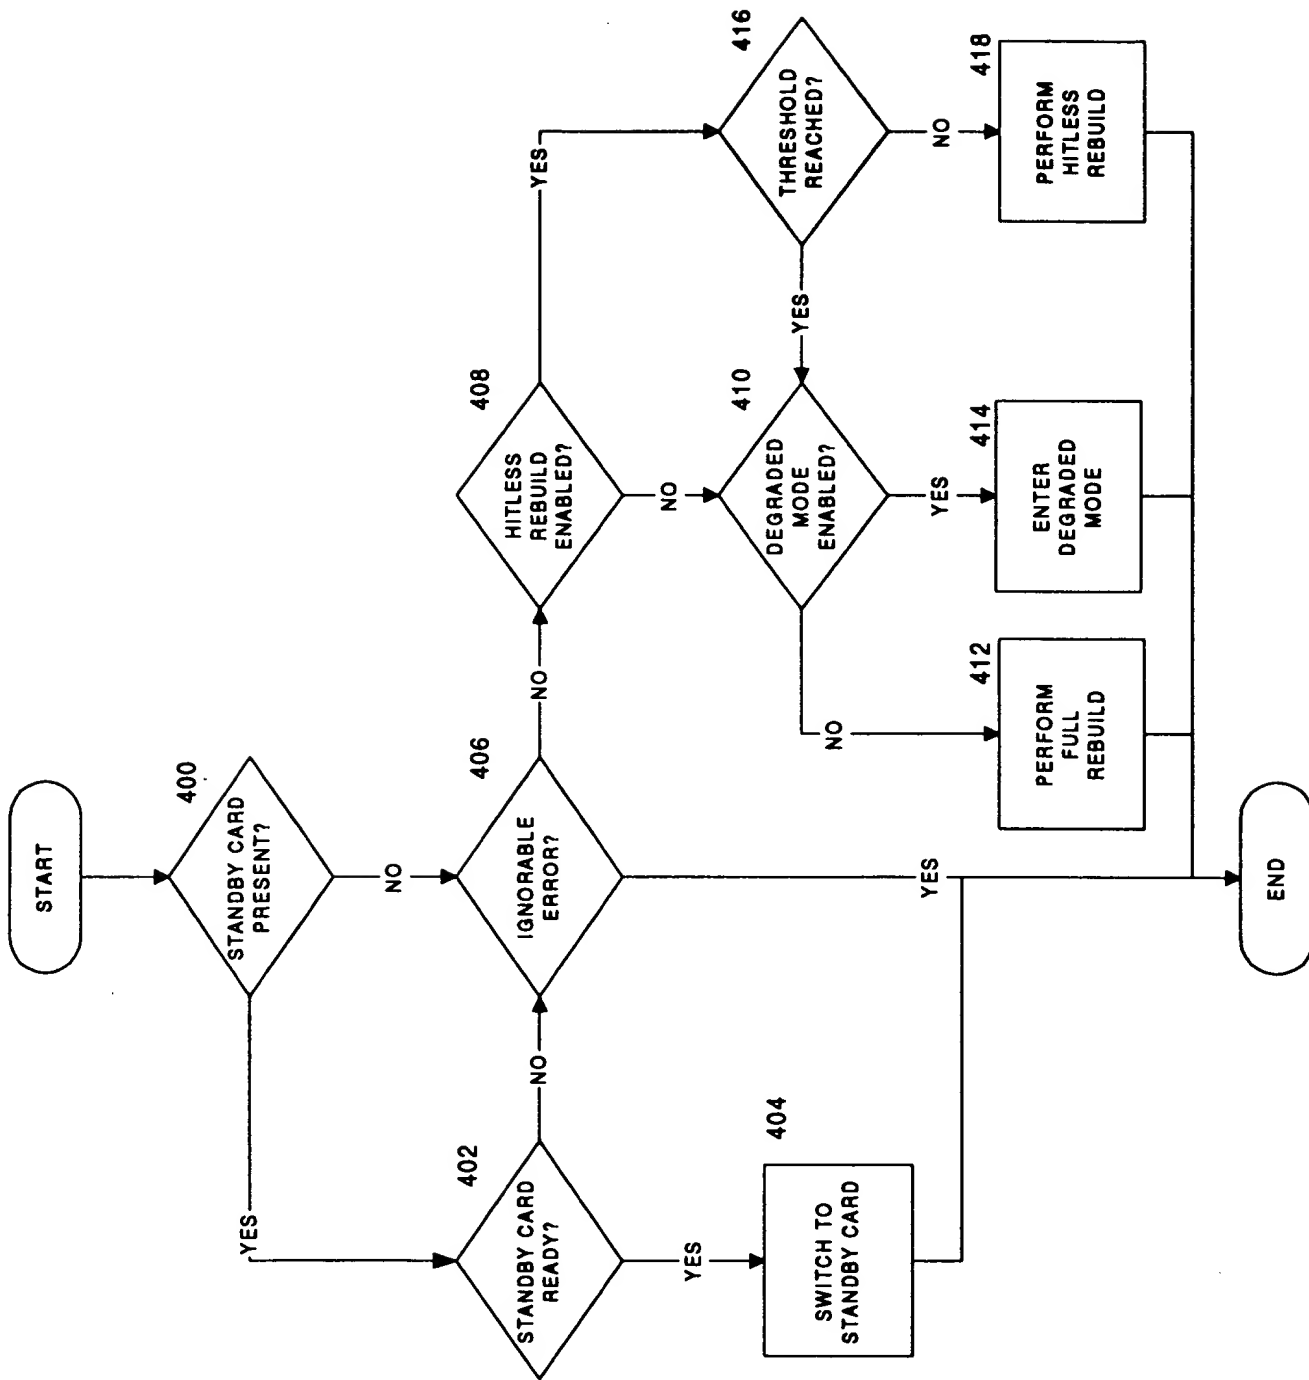 START
400
STANDBY CARD
PRESENT?
YES
NO
402
STANDBY CARD
READY?
NO
406
IGNORABLE
ERROR?
NO
408
HITLESS
REBUILD
ENABLED?
YES
YES
404
SWITCH TO
STANDBY CARD
YES
NO
410
DEGRADED
MODE
ENABLED?
YES
416
THRESHOLD
REACHED?
NO
YES
NO
412
PERFORM
FULL
REBUILD
414
ENTER
DEGRADED
MODE
418
PERFORM
HITLESS
REBUILD
END